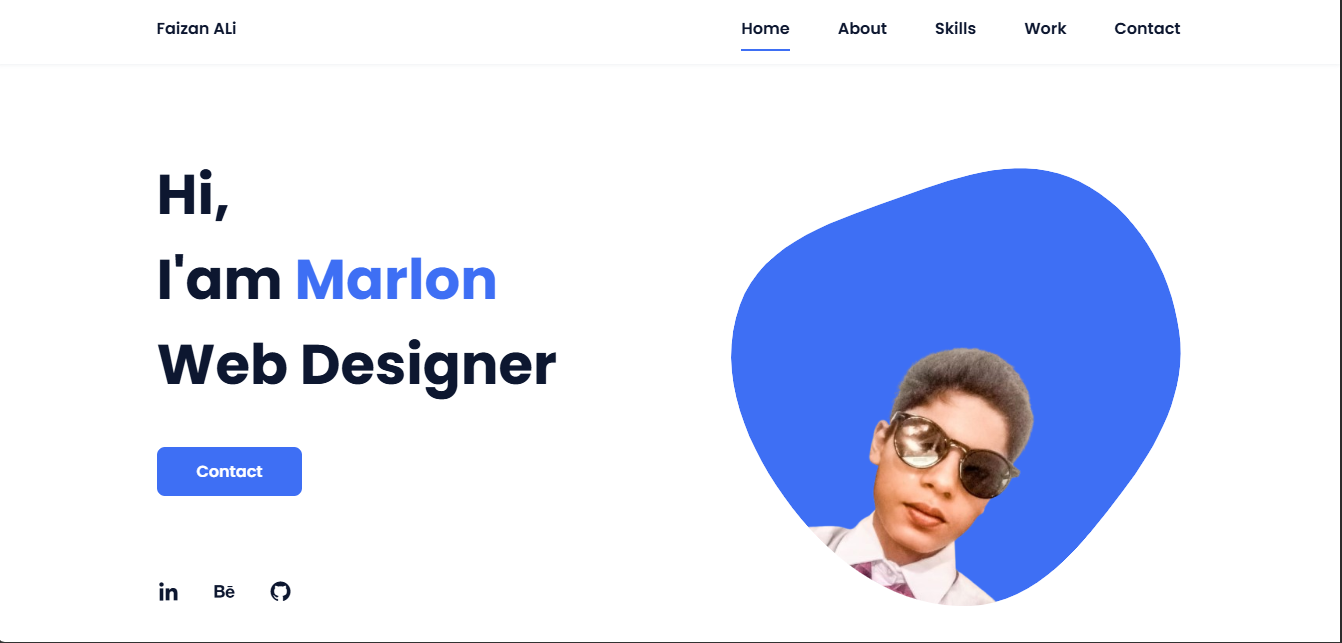 Faizan ALi
Home About Skills Work Contact
Hi,
I'am Marlon
Web Designer
Contact
in Bē